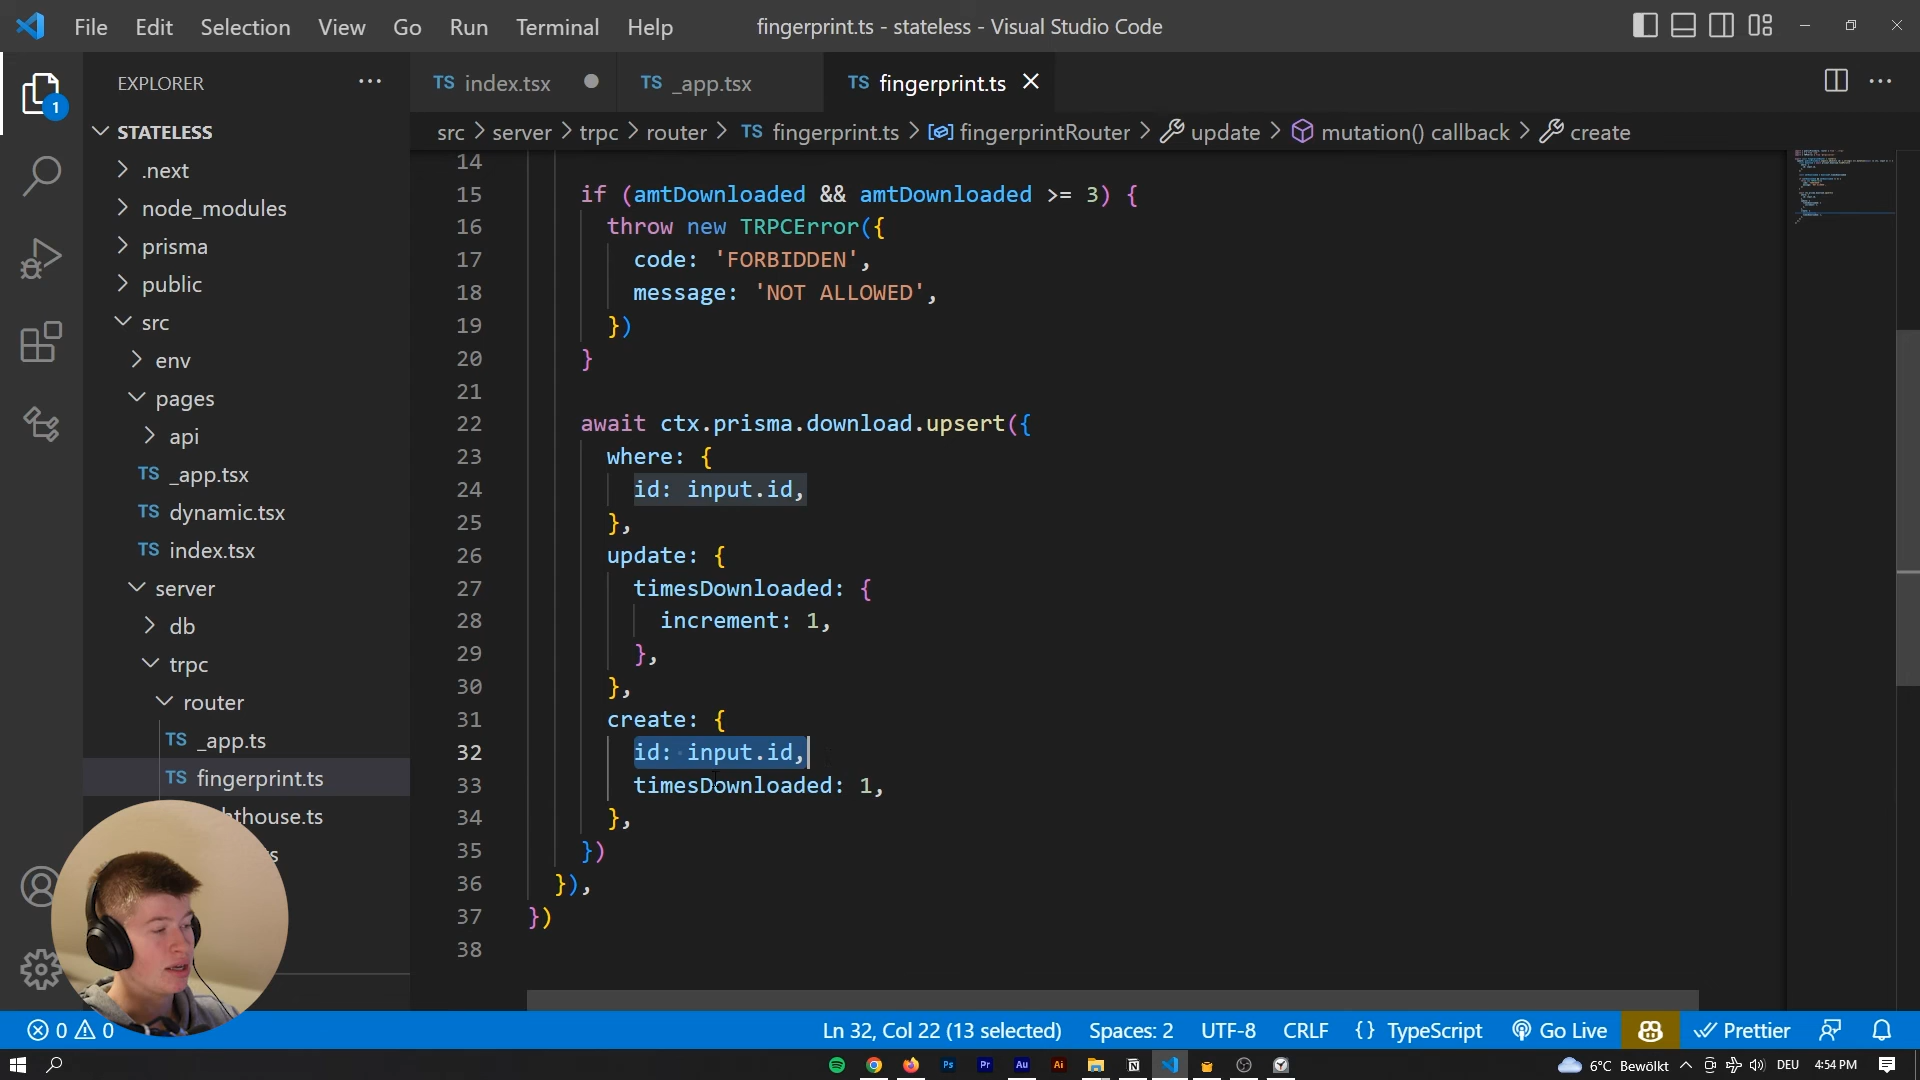 File Edit Selection View Go Run Terminal Help
fingerprint.ts - stateless - Visual Studio Code
EXPLORER
TS index.tsx
TS _app.tsx
TS fingerprint.ts
1
src > server > trpc > router > TS fingerprint.ts > fingerprintRouter > update > mutation() callback > create
STATELESS
.next
node_modules
prisma
public
src
env
pages
api
TS _app.tsx
TS dynamic.tsx
TS index.tsx
server
db
trpc
router
TS _app.ts
TS fingerprint.ts
hthouse.ts
14
15 if (amtDownloaded && amtDownloaded >= 3) {
16 throw new TRPCError({
17 code: 'FORBIDDEN',
18 message: 'NOT ALLOWED',
19 })
20 }
21
22 await ctx.prisma.download.upsert({
23 where: {
24 id: input.id,
25 },
26 update: {
27 timesDownloaded: {
28 increment: 1,
29 },
30 },
31 create: {
32 id: input.id,
33 timesDownloaded: 1,
34 },
35 })
36 }),
37 })
38
0 0
Ln 32, Col 22 (13 selected) Spaces: 2 UTF-8 CRLF {} TypeScript Go Live Prettier
Ps Pr Au Ai 6°C Bewölkt DEU 4:54 PM